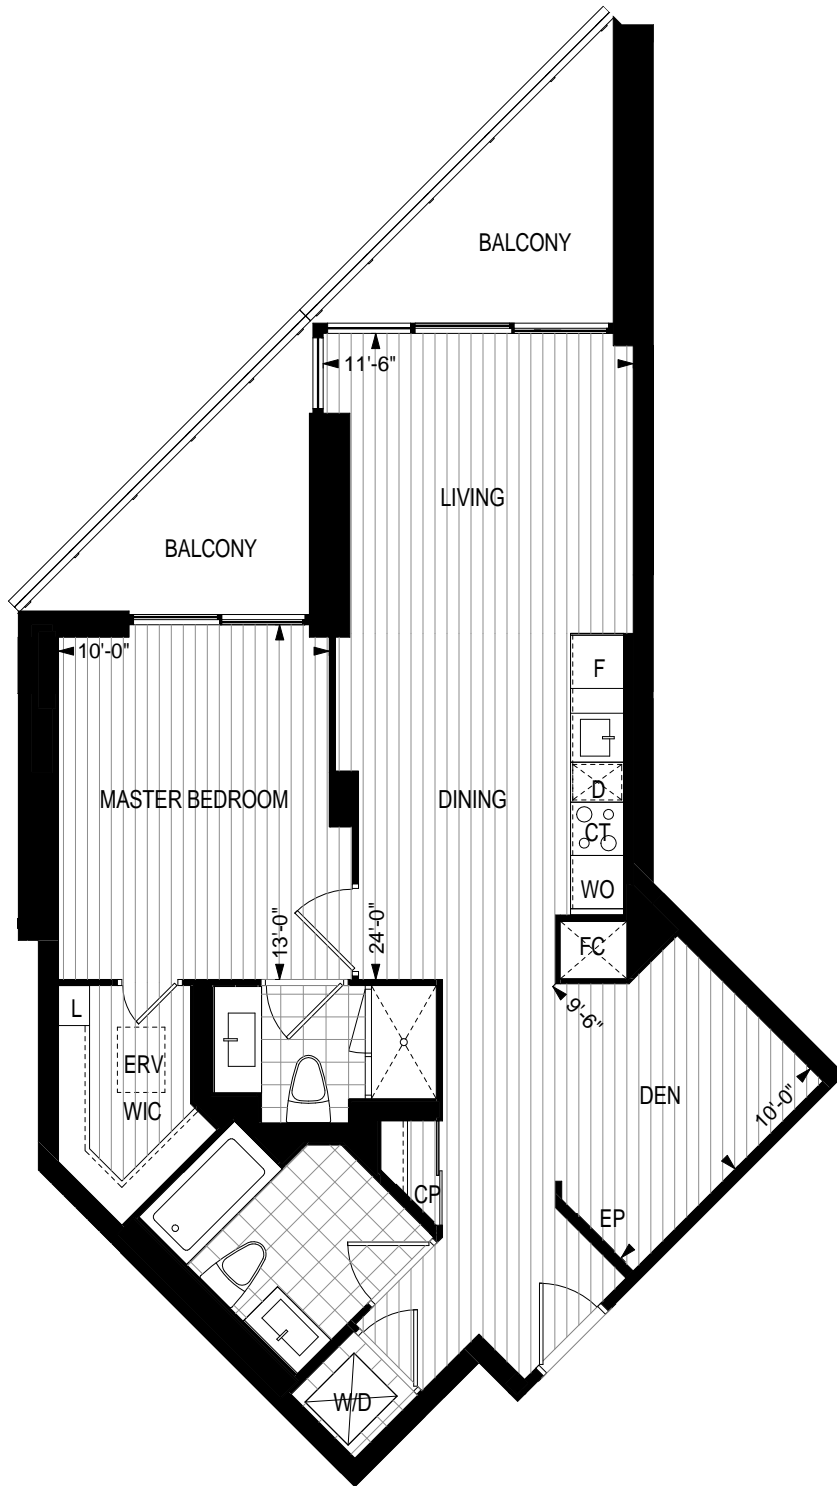 BALCONY
11'-6"
LIVING
BALCONY
10'-0"
F
MASTER BEDROOM
DINING
D
CT
WO
13'-0"
24'-0"
FC
L
9'-6"
ERV
WIC
DEN
10'-0"
CP
EP
W/D